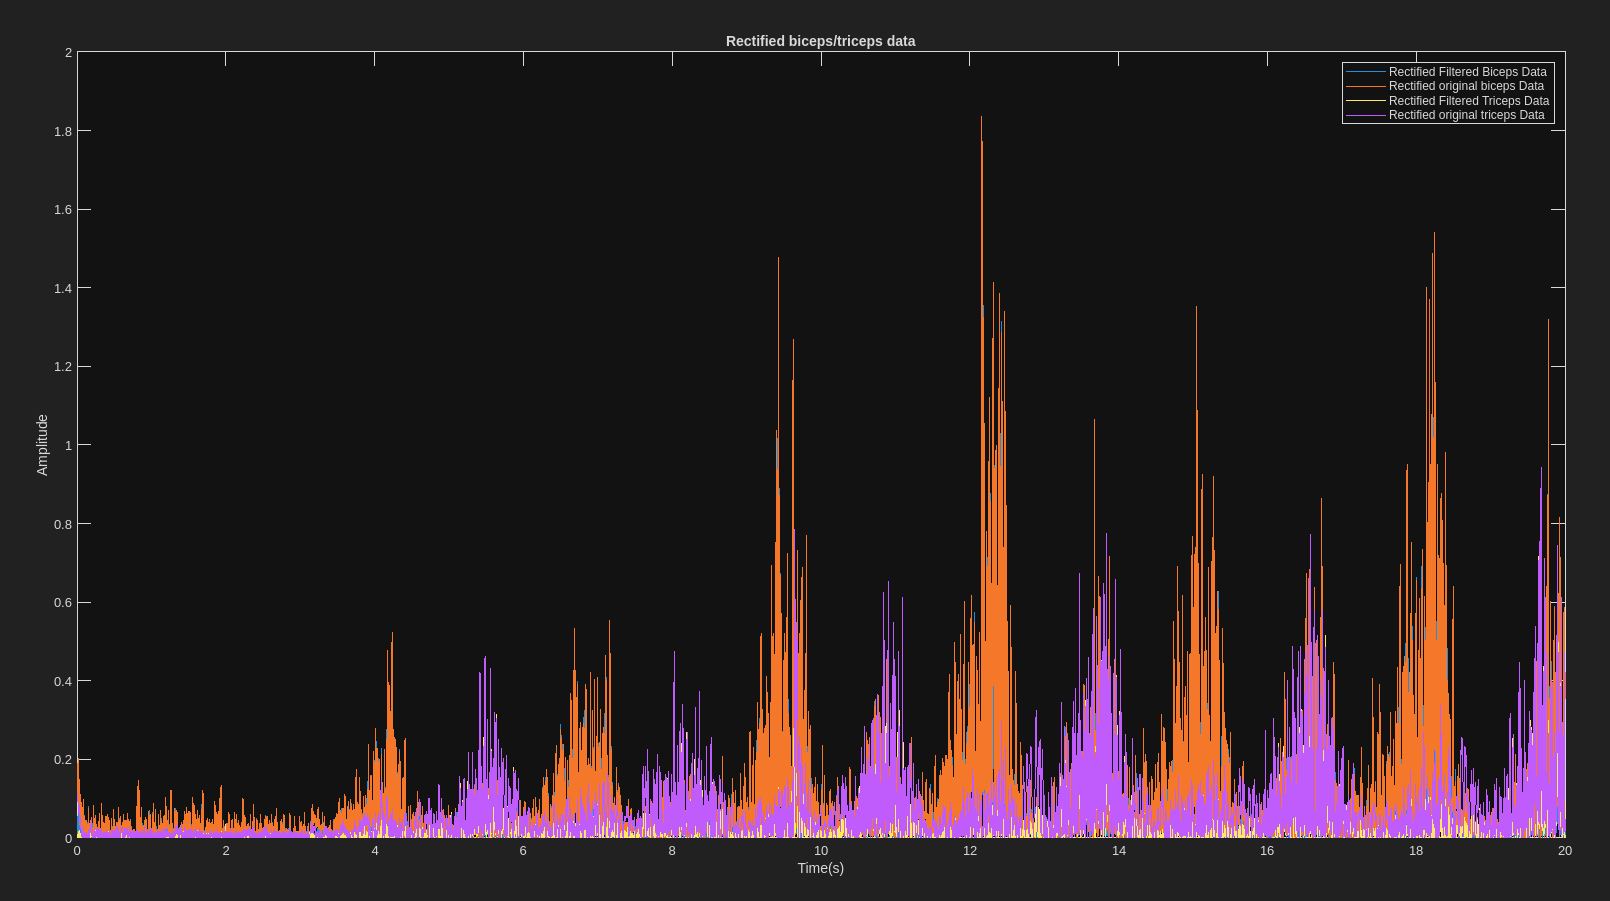 Rectified biceps/triceps data
Rectified Filtered Biceps Data
Rectified original biceps Data
Rectified Filtered Triceps Data
Rectified original triceps Data
2
1.8
1.6
1.4
1.2
1
0.8
0.6
0.4
0.2
0
Amplitude
0 2 4 6 8 10 12 14 16 18 20
Time(s)